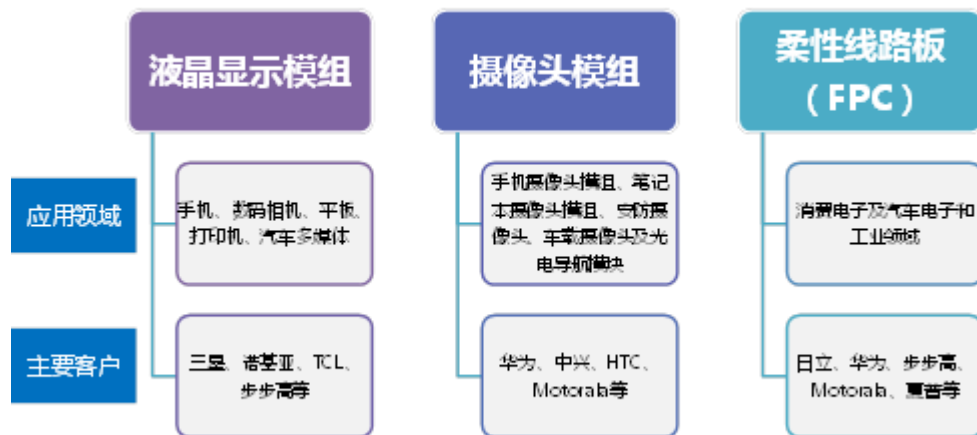 液晶显示模组
摄像头模组
柔性线路板
（FPC）
应用领域
手机、数码相机、平板、
打印机、汽车多媒体
手机摄像头模且、笔记
本摄像头模且、安防摄
像头、车载摄像头及光
电导航模块
消费电子及汽车电子和
工业领域
主要客户
三星、诺基亚、TCL、
步步高等
华为、中兴、HTC、
Motorala等
日立、华为、步步高、
Motorala、惠普等